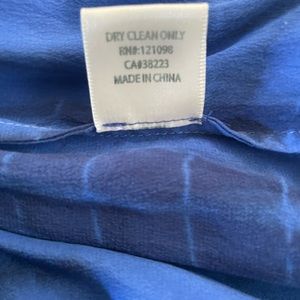 DRY CLEAN ONLY
RN#:121098
CA#38223
MADE IN CHINA